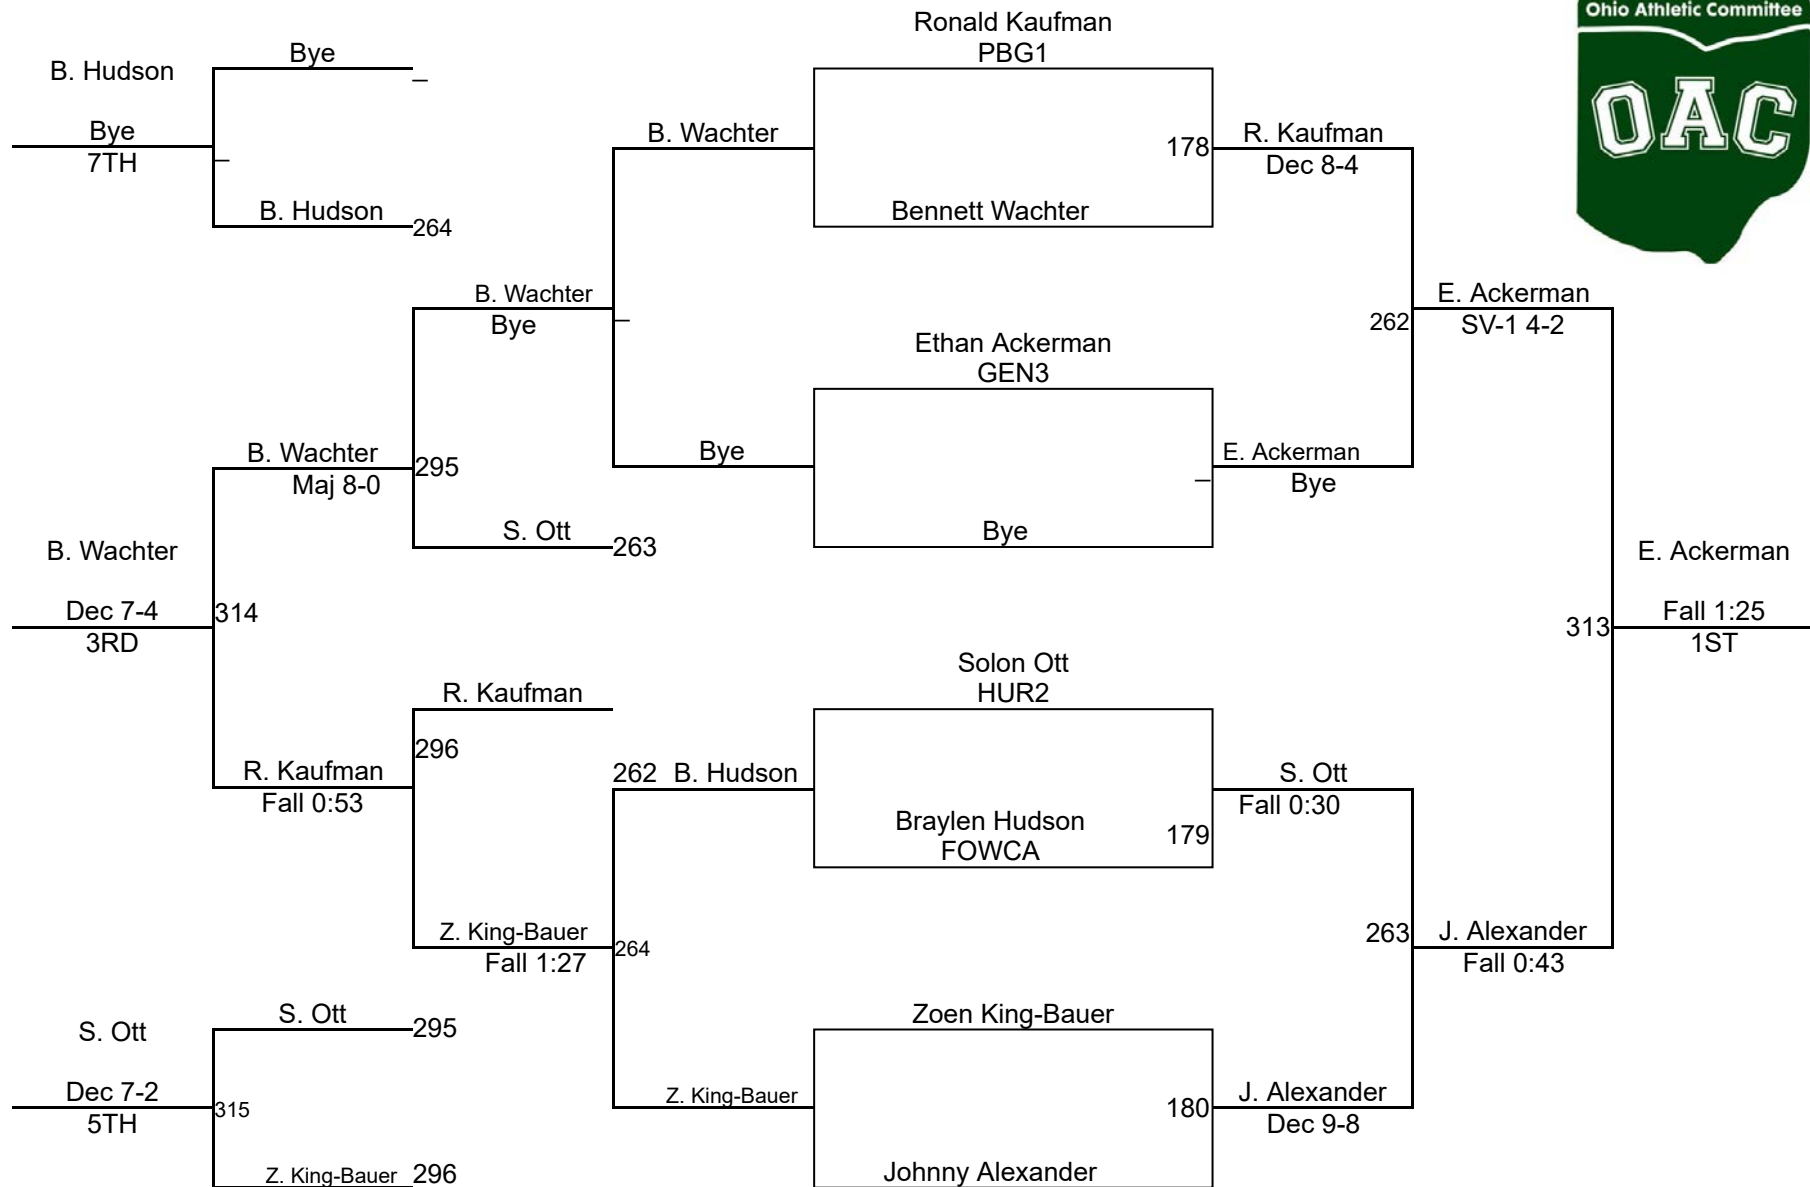 Ohio Athletic Committee
OAC
Ronald Kaufman
PBG1
Bye
–
B. Hudson
Bye
7TH
–
B. Hudson
264
B. Wachter
178
R. Kaufman
Dec 8-4
Bennett Wachter
B. Wachter
Bye
–
262
E. Ackerman
SV-1 4-2
Ethan Ackerman
GEN3
B. Wachter
Maj 8-0
295
Bye
–
E. Ackerman
Bye
S. Ott
263
Bye
B. Wachter
Dec 7-4
3RD
314
E. Ackerman
313
Fall 1:25
1ST
Solon Ott
HUR2
R. Kaufman
296
R. Kaufman
Fall 0:53
262
B. Hudson
S. Ott
Fall 0:30
Braylen Hudson
FOWCA
179
Z. King-Bauer
Fall 1:27
264
263
J. Alexander
Fall 0:43
S. Ott
295
Zoen King-Bauer
S. Ott
Dec 7-2
5TH
315
Z. King-Bauer
180
J. Alexander
Dec 9-8
Z. King-Bauer
296
Johnny Alexander